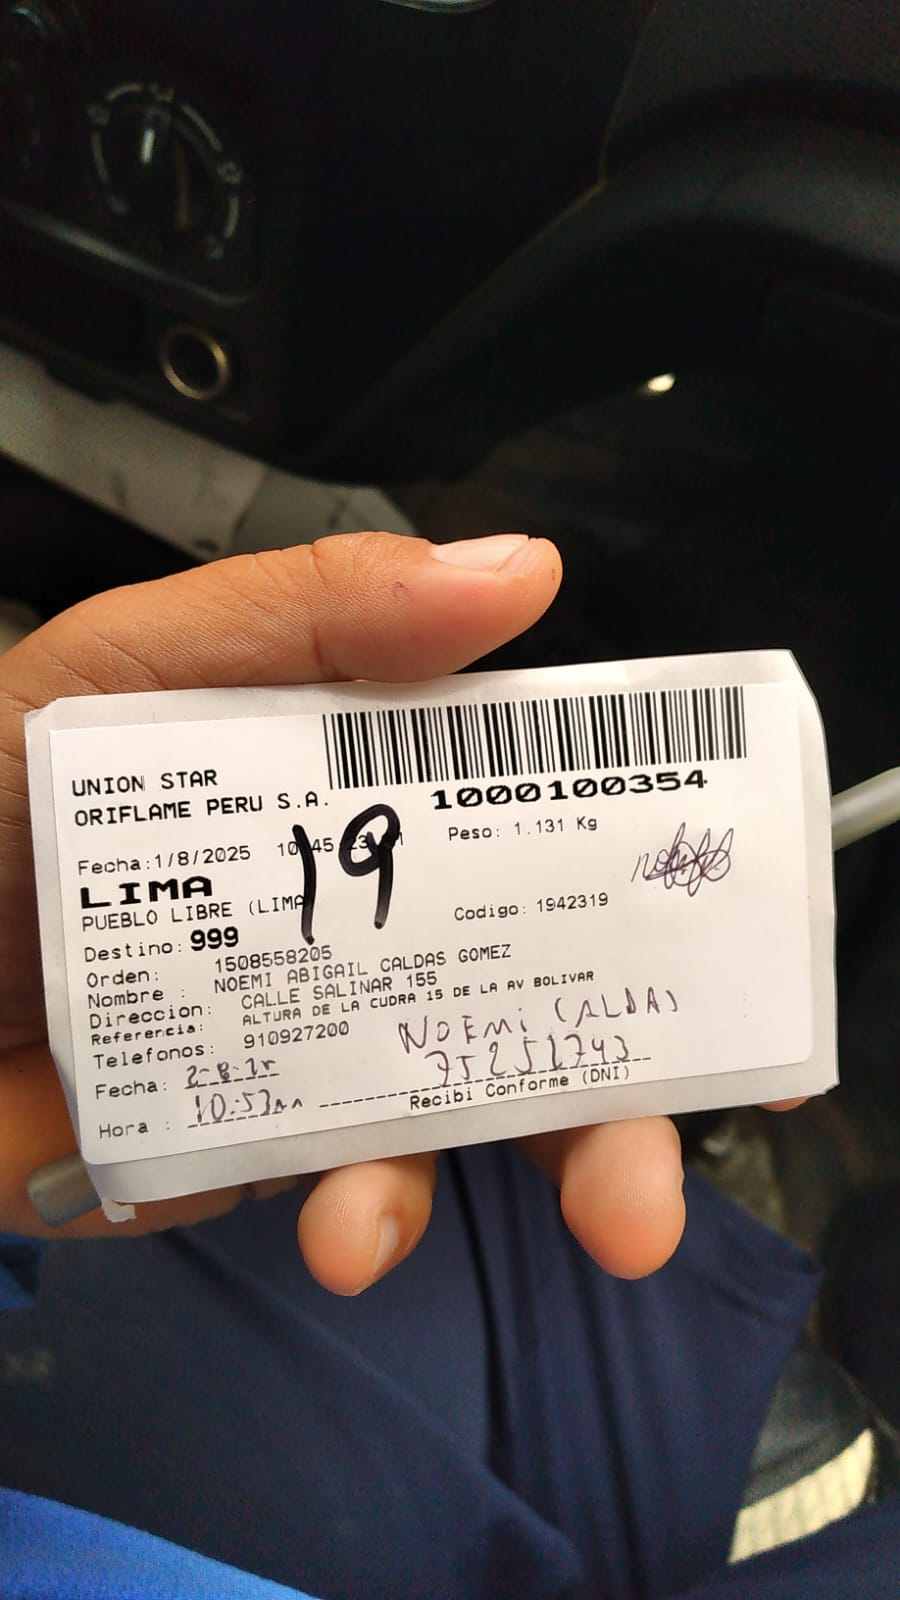 UNION STAR
ORIFLAME PERU S.A.
1000100354
Fecha:1/8/2025
Peso: 1.131 Kg
19
LIMA
PUEBLO LIBRE (LIMA
Codigo: 1942319
Destino: 999
Orden: 1508558205
Nombre : NOEMI ABIGAIL CALDAS GOMEZ
Direccion: CALLE SALINAR 155
Referencia: ALTURA DE LA CUDRA 15 DE LA AV BOLIVAR
Telefonos: 910927200
NOEMi CALDAS
Fecha:
Hora : 10:53am
Recibi Conforme (DNI)